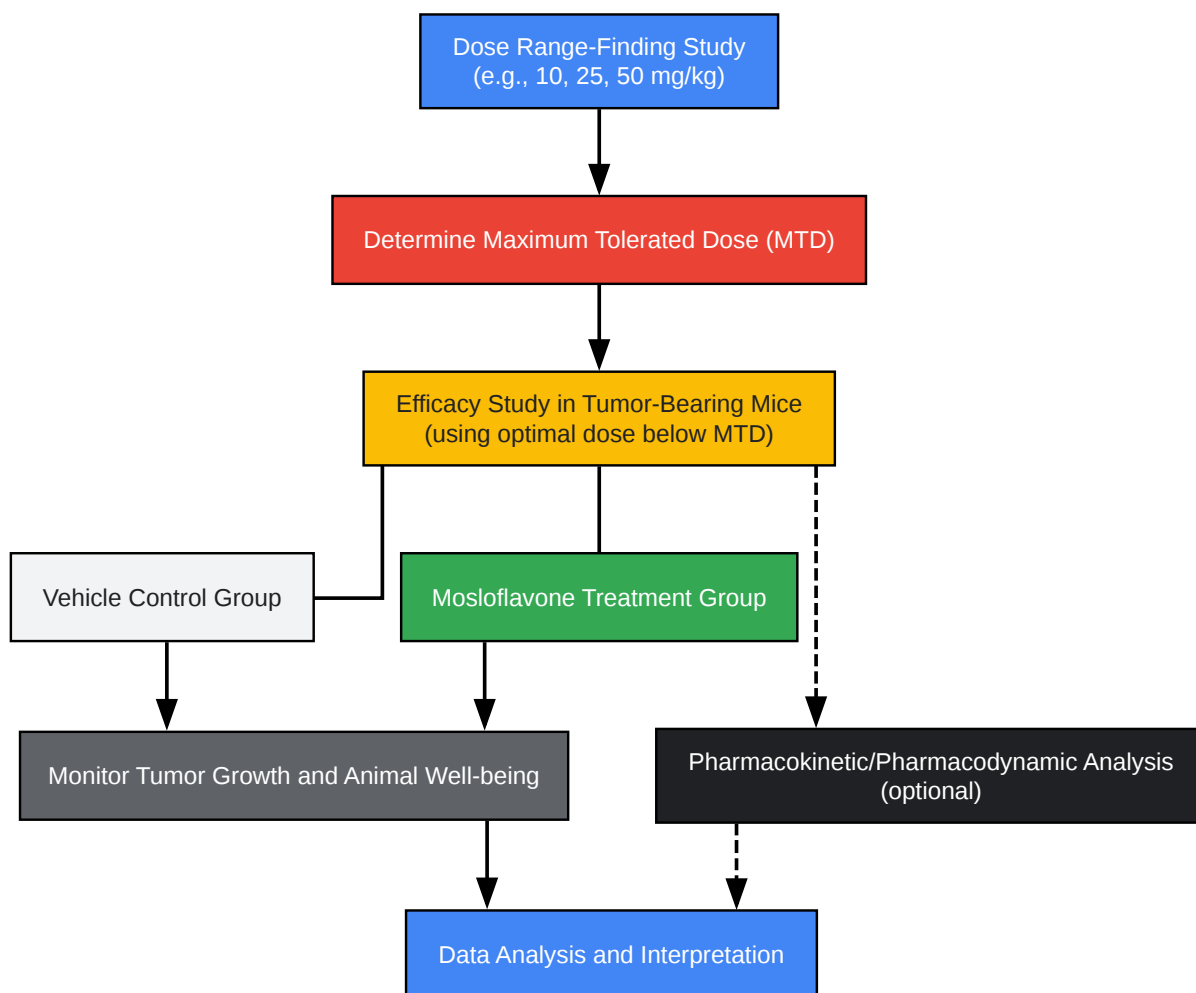 Dose Range-Finding Study
(e.g., 10, 25, 50 mg/kg)
Determine Maximum Tolerated Dose (MTD)
Efficacy Study in Tumor-Bearing Mice
(using optimal dose below MTD)
Vehicle Control Group
Mosloflavone Treatment Group
Monitor Tumor Growth and Animal Well-being
Pharmacokinetic/Pharmacodynamic Analysis
(optional)
Data Analysis and Interpretation